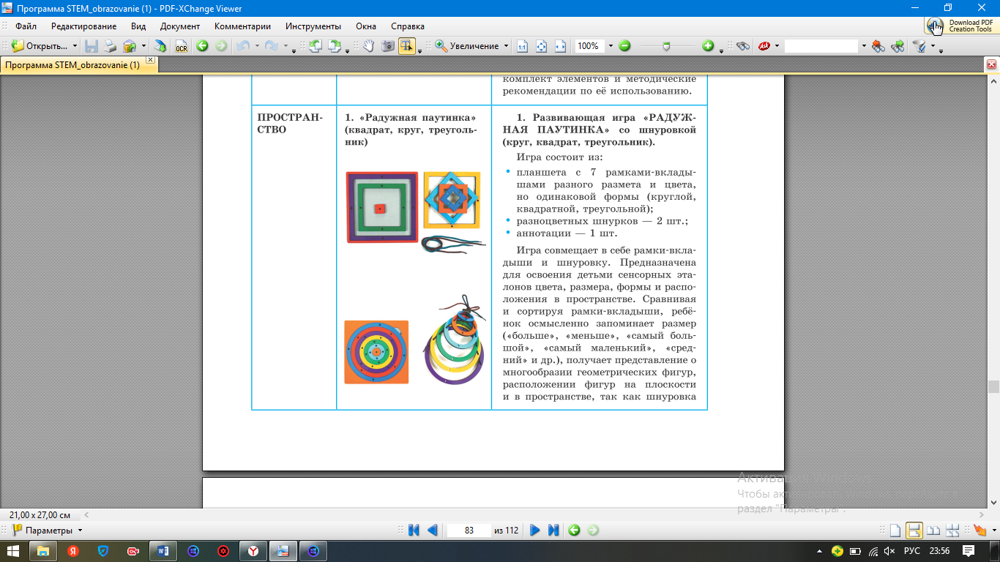 Программа STEM_obrazovanie (1) - PDF-XChange Viewer
Файл Редактирование Вид Документ Комментарии Инструменты Окна Справка
Download PDF
Creation Tools
Открыть... OCR Увеличение 100% Ask
Программа STEM_obrazovanie (1)
комплект элементов и методические
рекомендации по её использованию.
ПРОСТРАН-
СТВО
1. «Радужная паутинка»
(квадрат, круг, треуголь-
ник)
1. Развивающая игра «РАДУЖ-
НАЯ ПАУТИНКА» со шнуровкой
(круг, квадрат, треугольник).
Игра состоит из:
• планшета с 7 рамками-вклады-
шами разного размета и цвета,
но одинаковой формы (круглой,
квадратной, треугольной);
• разноцветных шнурков — 2 шт.;
• аннотации — 1 шт.
Игра совмещает в себе рамки-вкла-
дыши и шнуровку. Предназначена
для освоения детьми сенсорных эта-
лонов цвета, размера, формы и распо-
ложения в пространстве. Сравнивая
и сортируя рамки-вкладыши, ребё-
нок осмысленно запоминает размер
(«больше», «меньше», «самый боль-
шой», «самый маленький», «сред-
ний» и др.), получает представление о
многообразии геометрических фигур,
расположении фигур на плоскости
и в пространстве, так как шнуровка
Активация Windows
Чтобы активировать Windows, перейдите в
раздел "Параметры".
21,00 x 27,00 см
Параметры 83 из 112
РУС 23:56